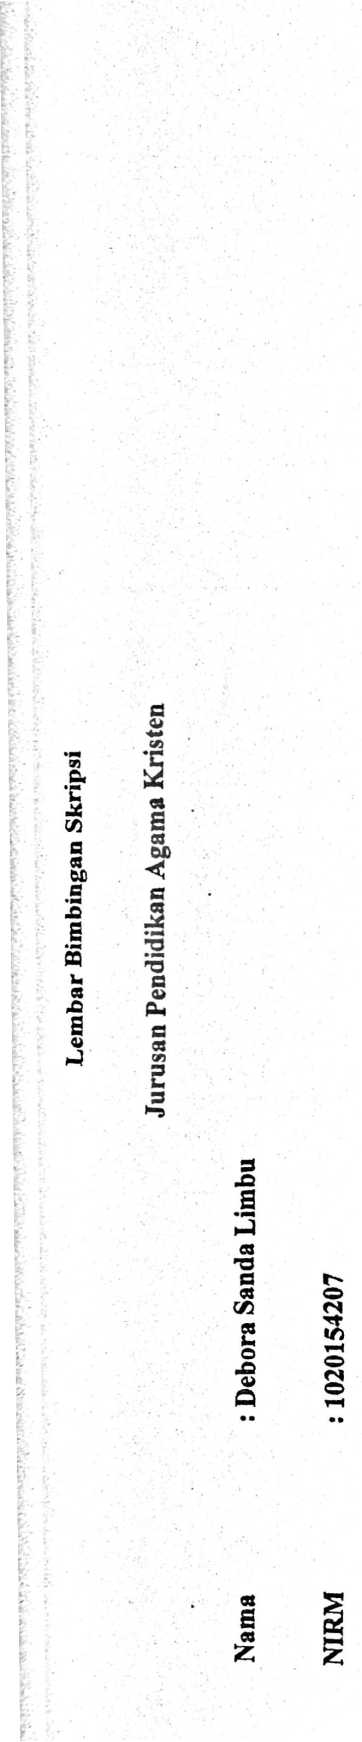 Lembar Bimbingan Skripsi
Jurusan Pendidikan Agama Kristen
Nama : Debora Sanda Limbu
NIRM : 1020154207